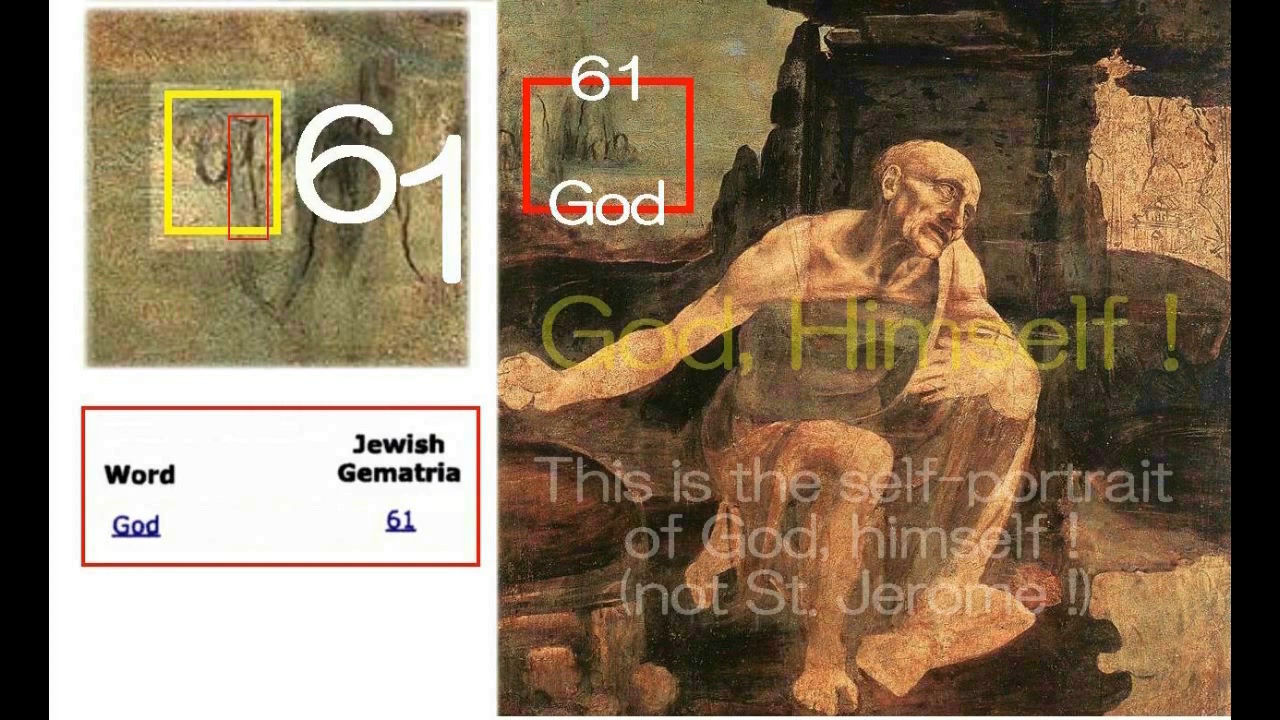 61
Word
Jewish
Gematria
God
61
61
God
God, Himself !
This is the self-portrait
of God, himself !
(not St. Jerome !)